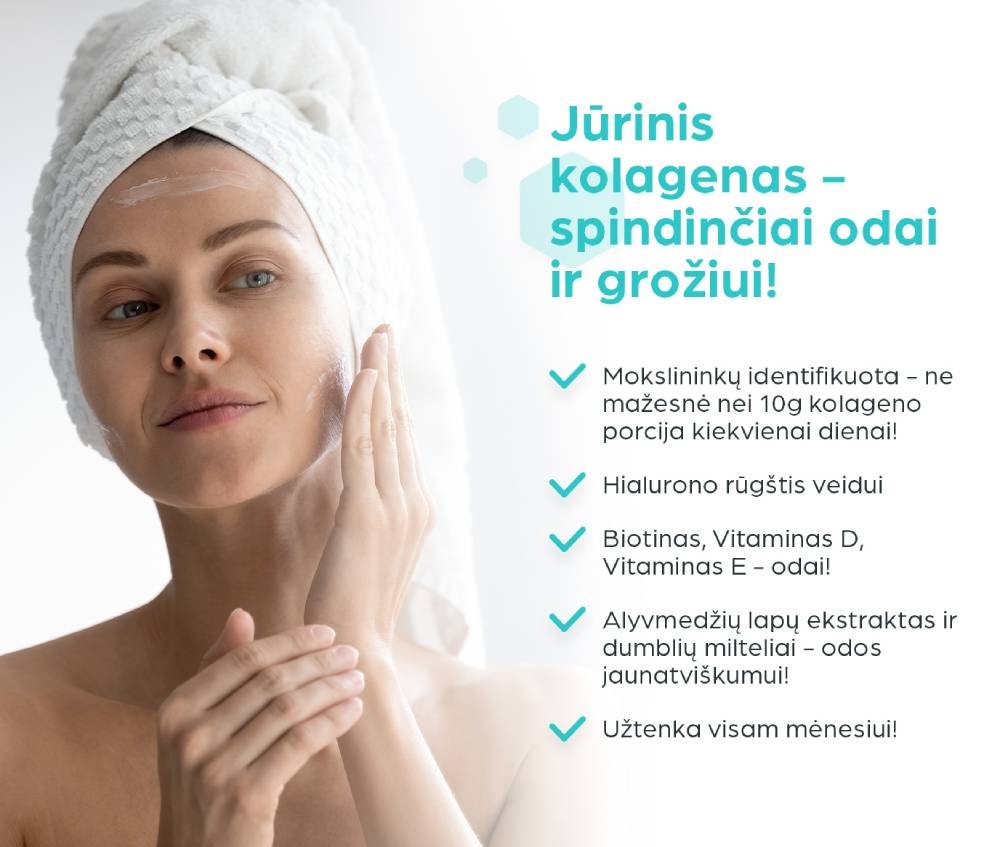 Jūrinis
kolagenas –
spindinčiai odai
ir grožiui!
Mokslininkų identifikuota – ne
mažesnė nei 10g kolageno
porcija kiekvienai dienai!
Hialurono rūgštis veidui
Biotinas, Vitaminas D,
Vitaminas E – odai!
Alyvmedžių lapų ekstraktas ir
dumblių milteliai – odos
jaunatviškumui!
Užtenka visam mėnesiui!